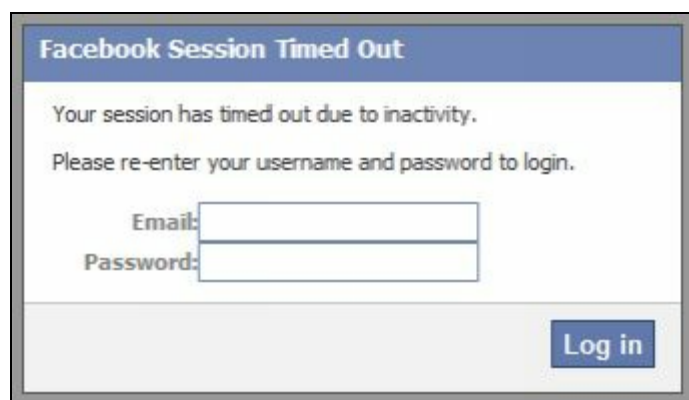 Facebook Session Timed Out
Your session has timed out due to inactivity.
Please re-enter your username and password to login.
Email:
Password:
Log in